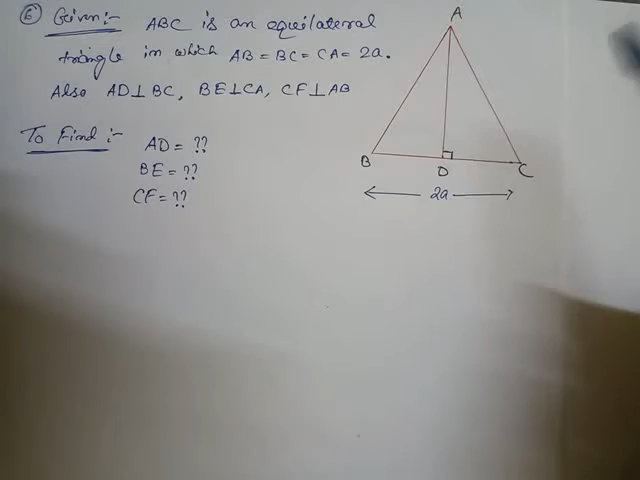 ⑥ Given:- ABC is an equilateral
triangle in which AB = BC = CA = 2a.
Also AD⊥BC, BE⊥CA, CF⊥AB
To Find:-
AD = ??
BE = ??
CF = ??
A
B
D
C
2a